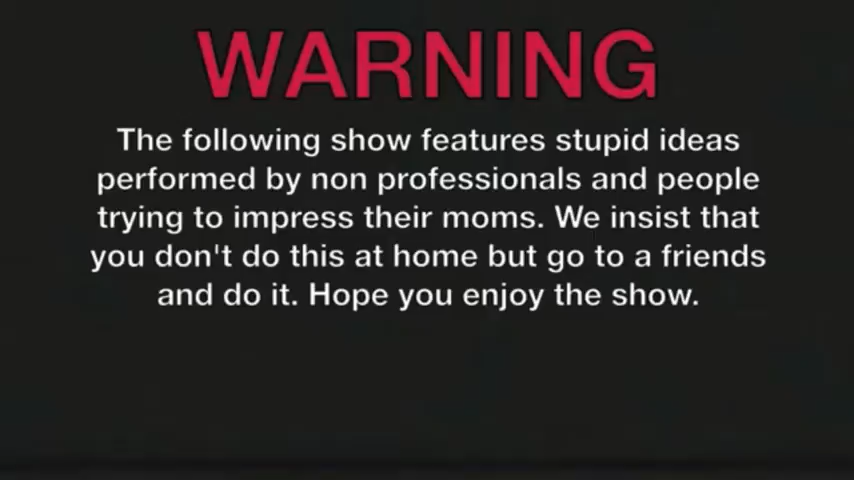 WARNING
The following show features stupid ideas
performed by non professionals and people
trying to impress their moms. We insist that
you don't do this at home but go to a friends
and do it. Hope you enjoy the show.